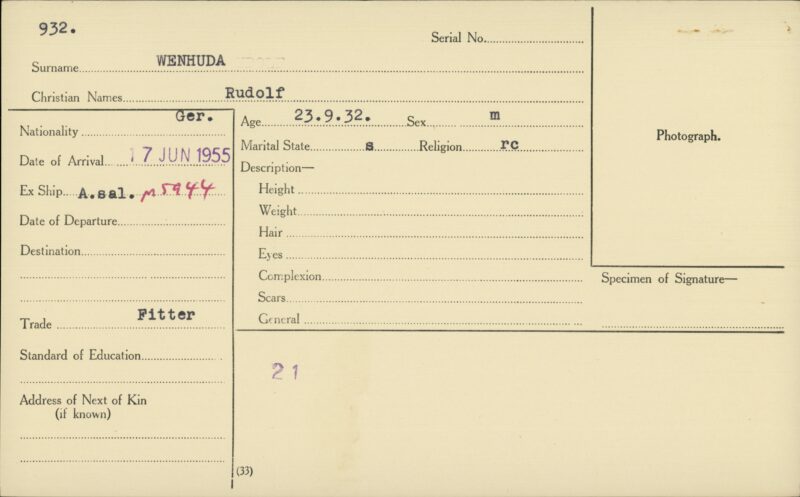 932.
Serial No.
Surname WENHUDA
Christian Names Rudolf
Nationality Ger.
Age 23.9.32. Sex m
Date of Arrival 17 JUN 1955
Marital State s Religion rc
Photograph.
Ex Ship A.sal. M5944
Description—
Height
Weight
Date of Departure
Hair
Destination
Eyes
Complexion
Specimen of Signature—
Scars
General
Trade Fitter
Standard of Education
21
Address of Next of Kin
(if known)
(33)